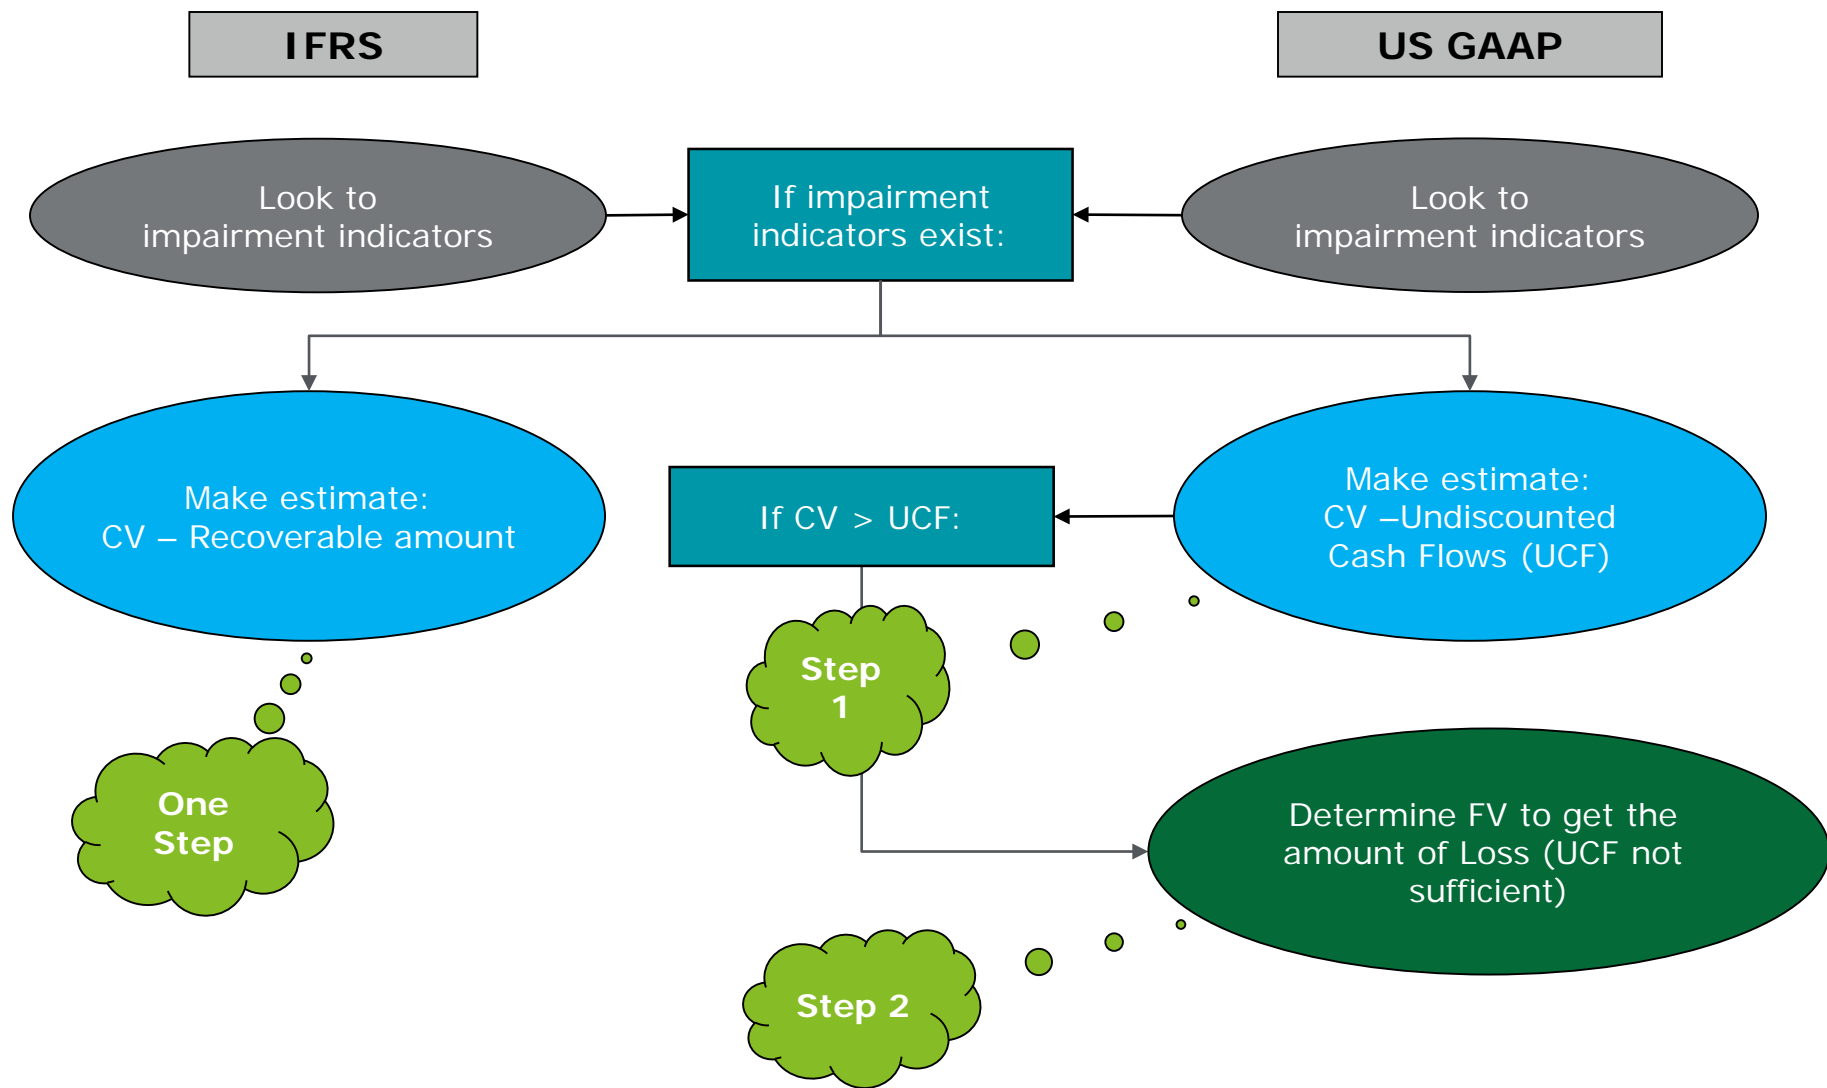 IFRS
US GAAP
Look to
impairment indicators
If impairment
indicators exist:
Look to
impairment indicators
Make estimate:
CV – Recoverable amount
If CV > UCF:
Make estimate:
CV –Undiscounted
Cash Flows (UCF)
Step
1
One
Step
Determine FV to get the
amount of Loss (UCF not
sufficient)
Step 2